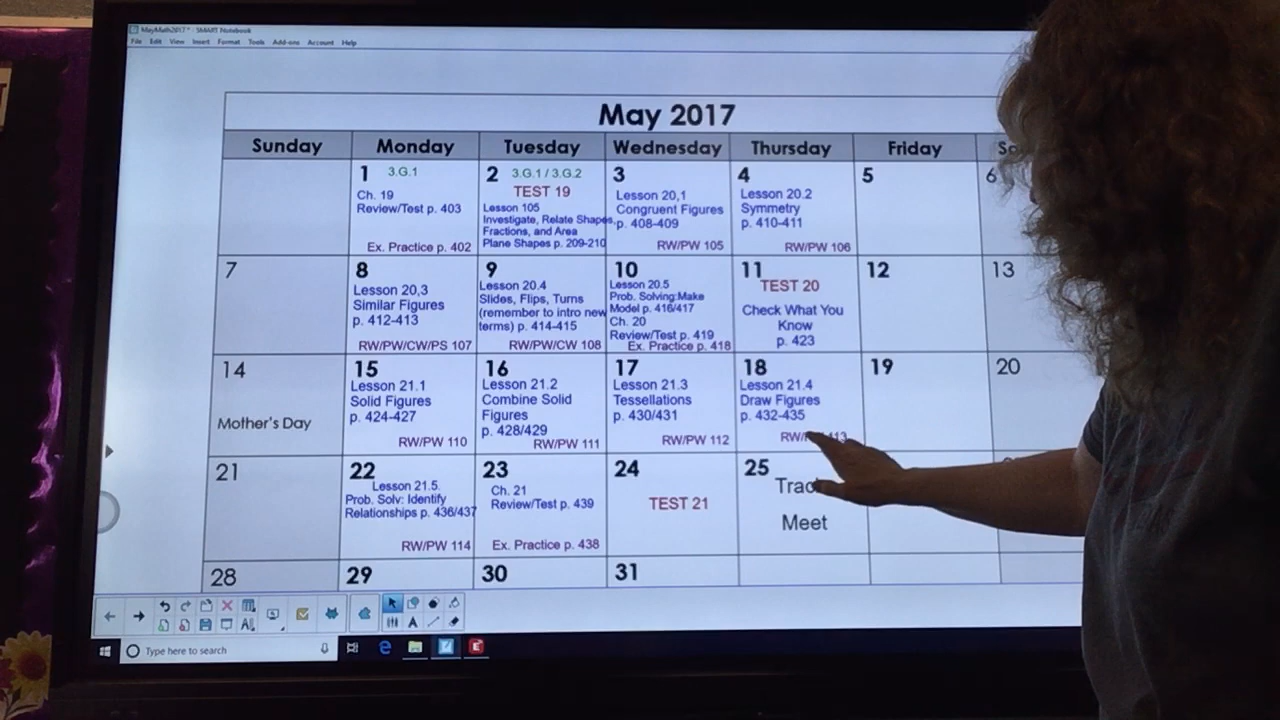 MayMath2017 * - SMART Notebook
File Edit View Insert Format Tools Add-ons Account Help
May 2017
Sunday Monday Tuesday Wednesday Thursday Friday
1 3.G.1
Ch. 19
Review/Test p. 403
Ex. Practice p. 402
2 3.G.1 / 3.G.2
TEST 19
Lesson 105
Investigate, Relate Shapes,
Fractions, and Area
Plane Shapes p. 209-210
3
Lesson 20,1
Congruent Figures
p. 408-409
RW/PW 105
4
Lesson 20.2
Symmetry
p. 410-411
RW/PW 106
5
6
7
8
Lesson 20,3
Similar Figures
p. 412-413
RW/PW/CW/PS 107
9
Lesson 20.4
Slides, Flips, Turns
(remember to intro new
terms) p. 414-415
RW/PW/CW 108
10
Lesson 20.5
Prob. Solving:Make
Model p. 416/417
Ch. 20
Review/Test p. 419
Ex. Practice p. 418
11
TEST 20
Check What You
Know
p. 423
12
13
14
Mother's Day
15
Lesson 21.1
Solid Figures
p. 424-427
RW/PW 110
16
Lesson 21.2
Combine Solid
Figures
p. 428/429
RW/PW 111
17
Lesson 21.3
Tessellations
p. 430/431
RW/PW 112
18
Lesson 21.4
Draw Figures
p. 432-435
19
20
21
22
Lesson 21.5.
Prob. Solv: Identify
Relationships p. 436/437
RW/PW 114
23
Ch. 21
Review/Test p. 439
Ex. Practice p. 438
24
TEST 21
25
Meet
28
29
30
31
Type here to search